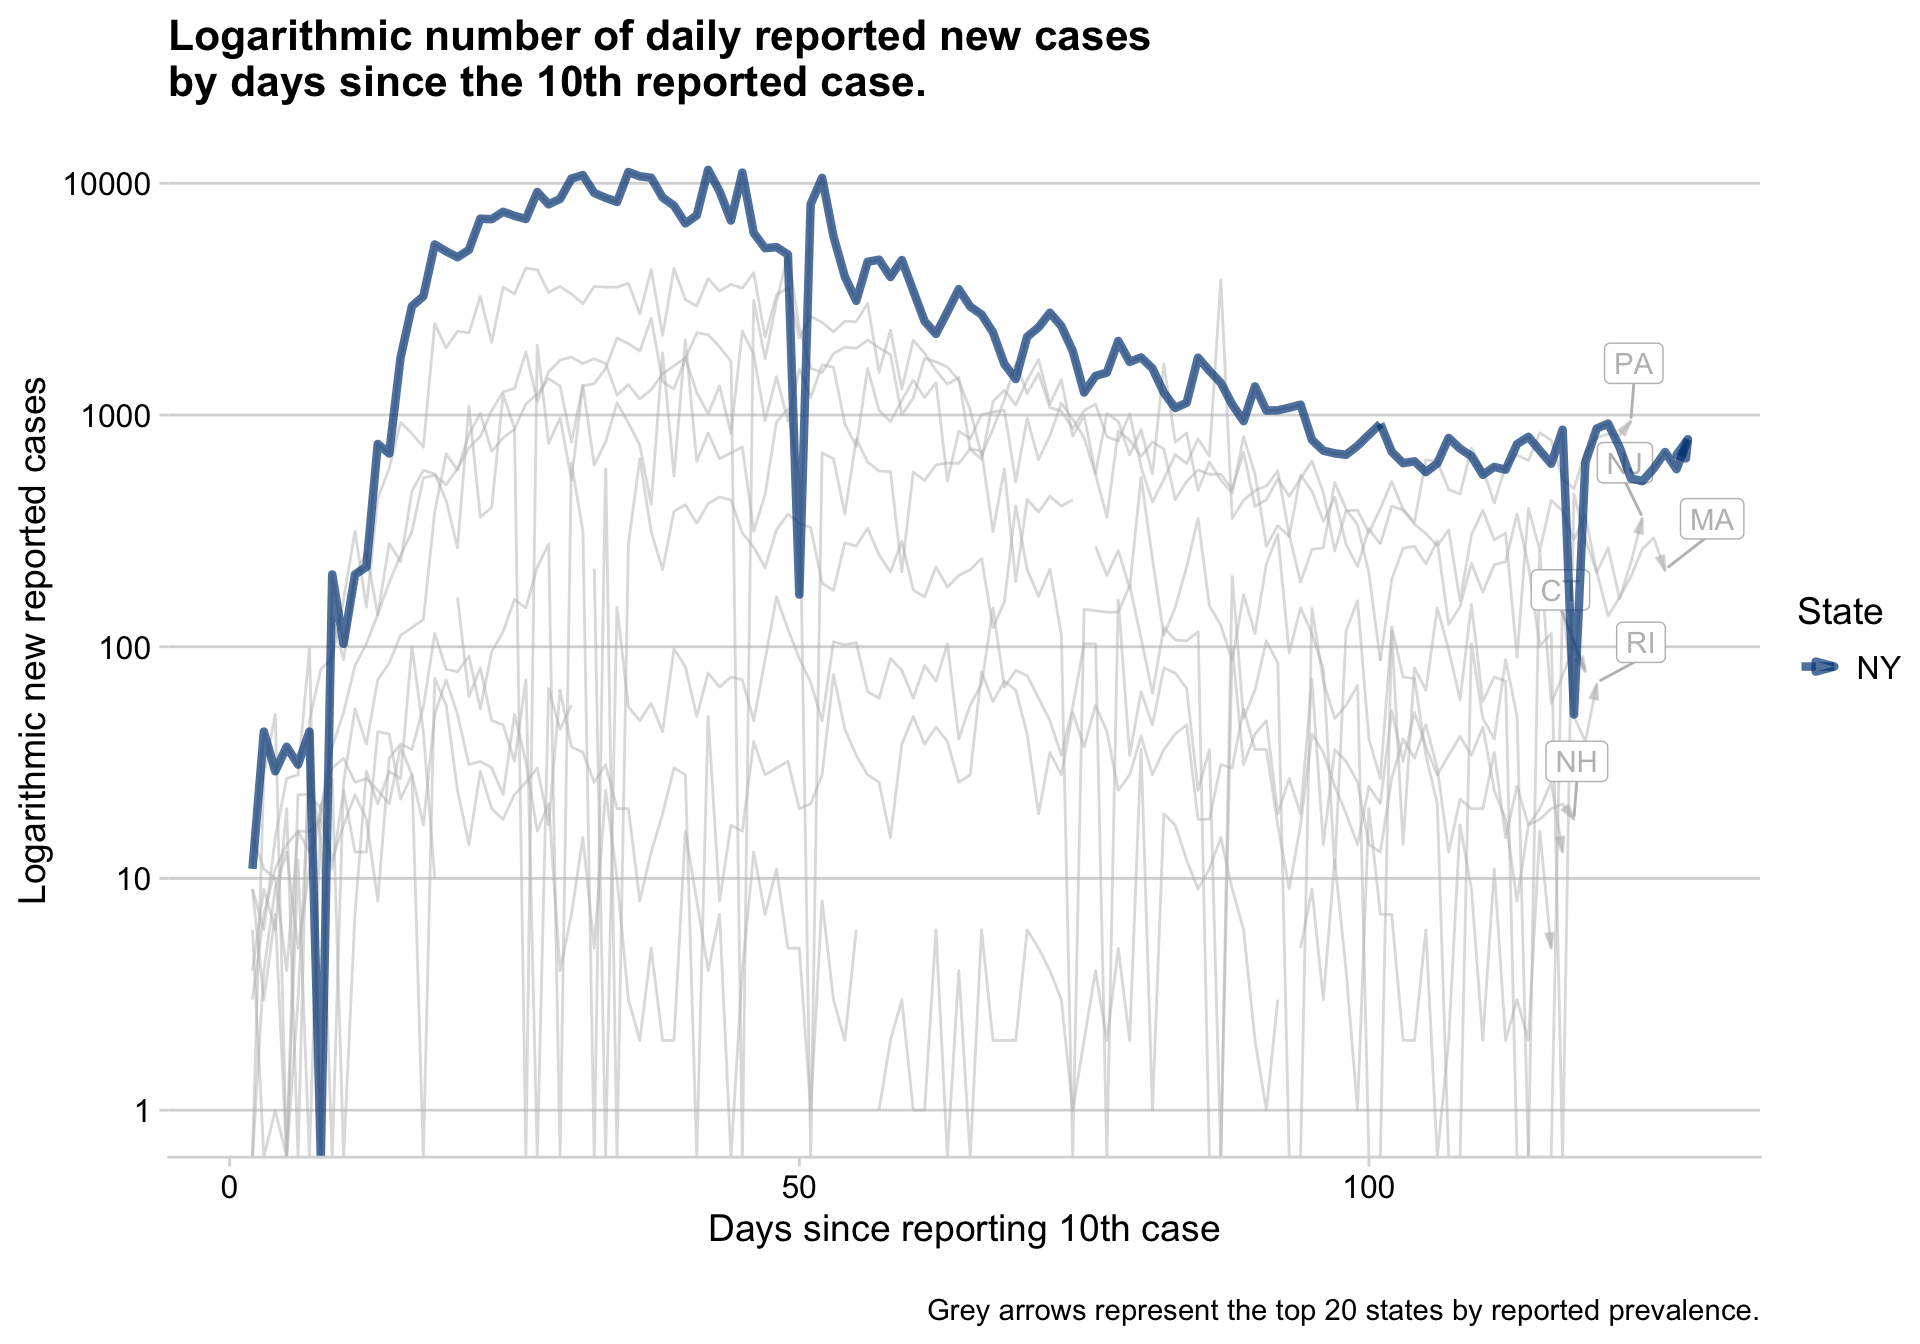 Logarithmic number of daily reported new cases
by days since the 10th reported case.
Logarithmic new reported cases
10000
1000
100
10
1
PA
NJ
MA
CT
RI
NH
State
NY
0
50
100
Days since reporting 10th case
Grey arrows represent the top 20 states by reported prevalence.